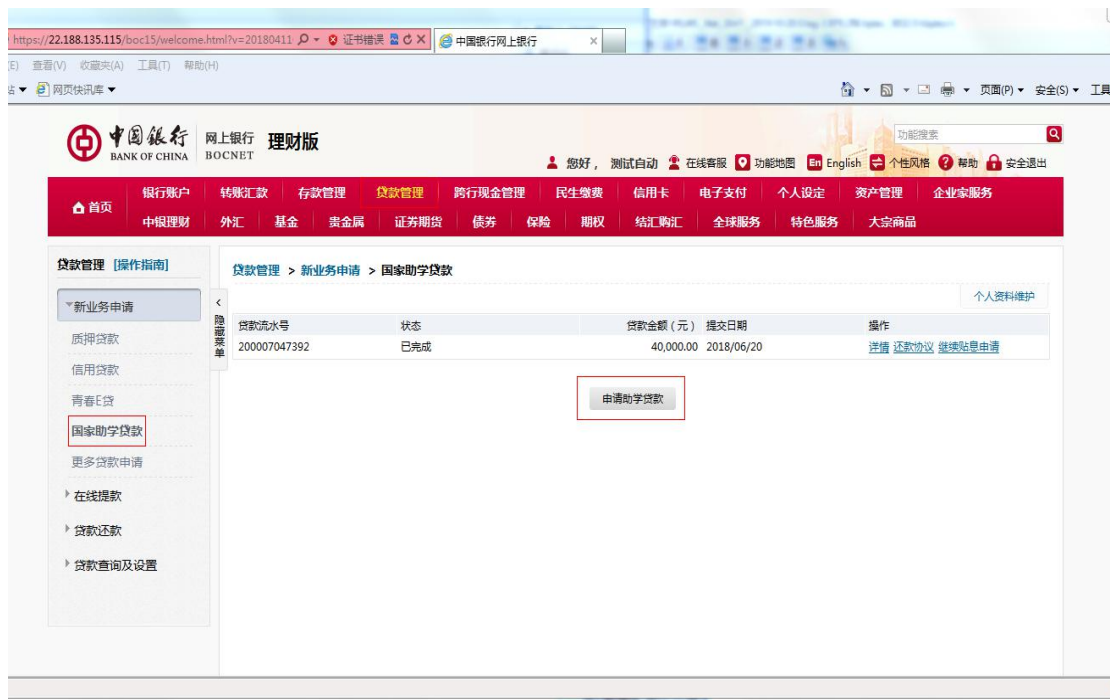 https://22.188.135.115/boc15/welcome.html?v=20180411 证书错误 中国银行网上银行
(E) 查看(V) 收藏夹(A) 工具(T) 帮助(H)
站 网页快讯库 页面(P) 安全(S) 工具
中国银行 网上银行 理财版
BANK OF CHINA BOCNET
功能搜索
您好， 测试自动 在线客服 功能地图 En English 个性风格 帮助 安全退出
首页
银行账户 转账汇款 存款管理 贷款管理 跨行现金管理 民生缴费 信用卡 电子支付 个人设定 资产管理 企业家服务
中银理财 外汇 基金 贵金属 证券期货 债券 保险 期权 结汇购汇 全球服务 特色服务 大宗商品
贷款管理 [操作指南]
新业务申请
质押贷款
信用贷款
青春E贷
国家助学贷款
更多贷款申请
在线提款
贷款还款
贷款查询及设置
< 隐藏菜单
贷款管理 > 新业务申请 > 国家助学贷款
个人资料维护
贷款流水号 状态 贷款金额（元） 提交日期 操作
200007047392 已完成 40,000.00 2018/06/20 详情 还款协议 继续贴息申请
申请助学贷款